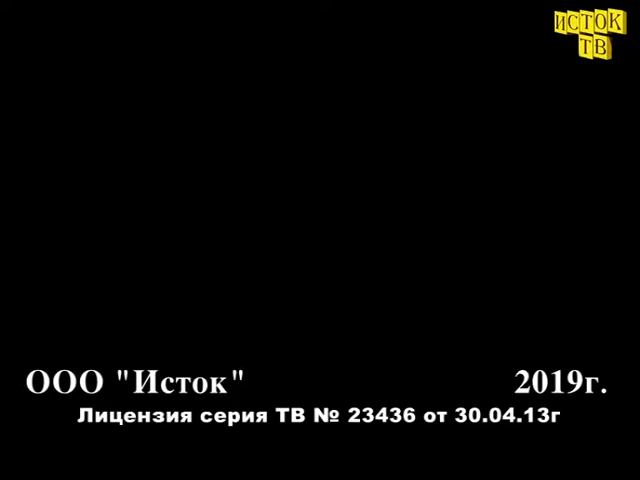 ИСТОК
ТВ
ООО "Исток" 2019г.
Лицензия серия ТВ № 23436 от 30.04.13г